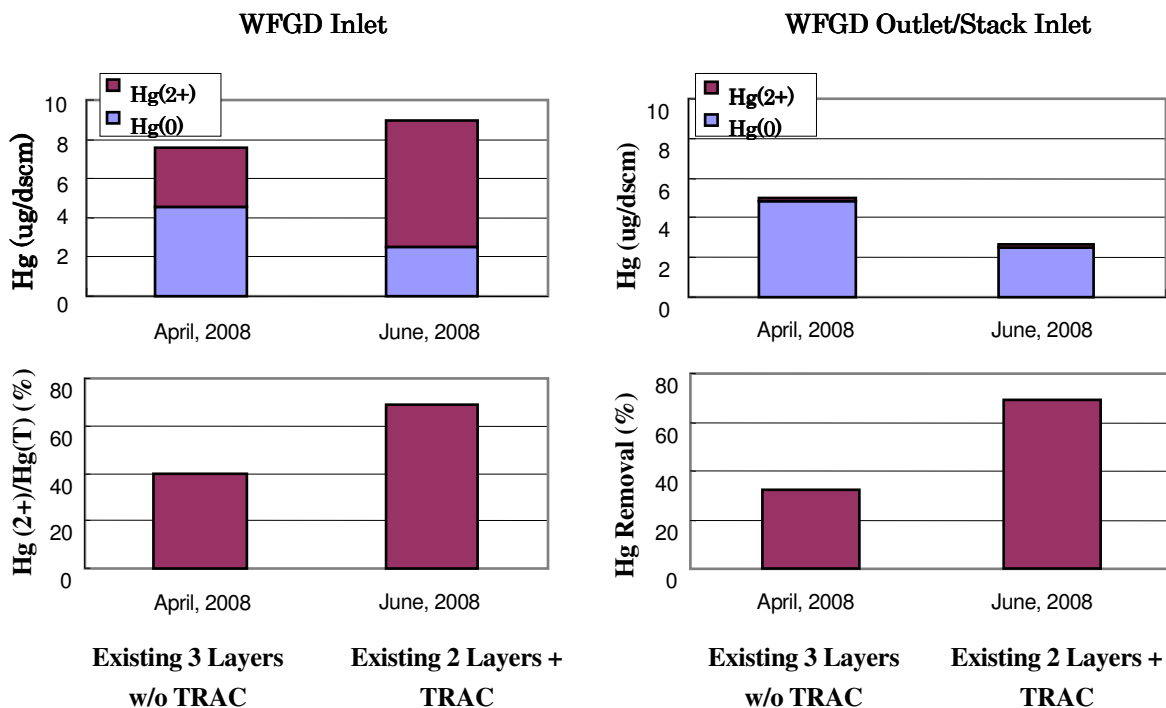 WFGD Inlet
Hg(2+)
Hg(0)
10
8
6
4
2
0
Hg (ug/dscm)
April, 2008
June, 2008
WFGD Outlet/Stack Inlet
Hg(2+)
Hg(0)
10
8
6
4
2
0
Hg (ug/dscm)
April, 2008
June, 2008
80
60
40
20
0
Hg (2+)/Hg(T) (%)
April, 2008
June, 2008
Existing 3 Layers
w/o TRAC
Existing 2 Layers +
TRAC
80
60
40
20
0
Hg Removal (%)
April, 2008
June, 2008
Existing 3 Layers
w/o TRAC
Existing 2 Layers +
TRAC